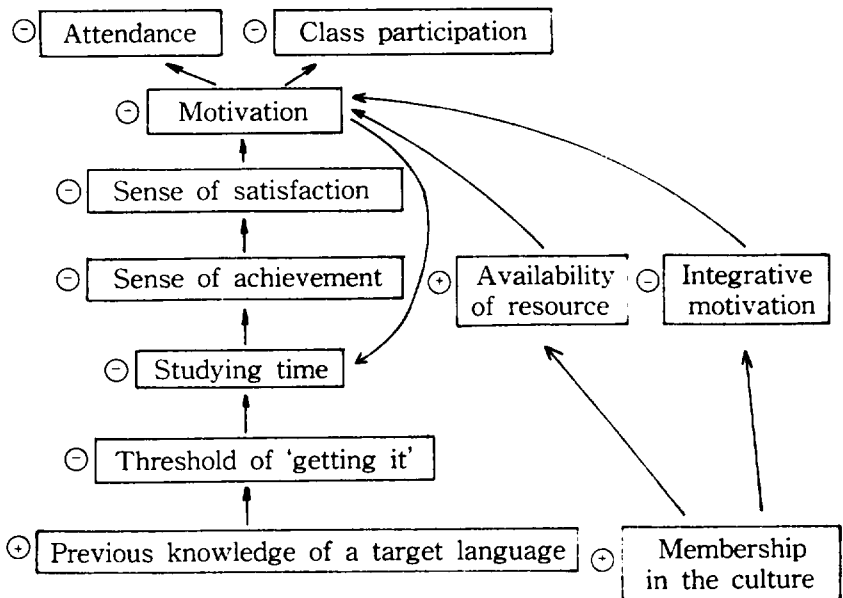 ⊖ Attendance
⊖ Class participation
⊖ Motivation
⊖ Sense of satisfaction
⊖ Sense of achievement
⊕ Availability
of resource
⊖ Integrative
motivation
⊖ Studying time
⊖ Threshold of ‘getting it’
⊕ Previous knowledge of a target language
⊕ Membership
in the culture